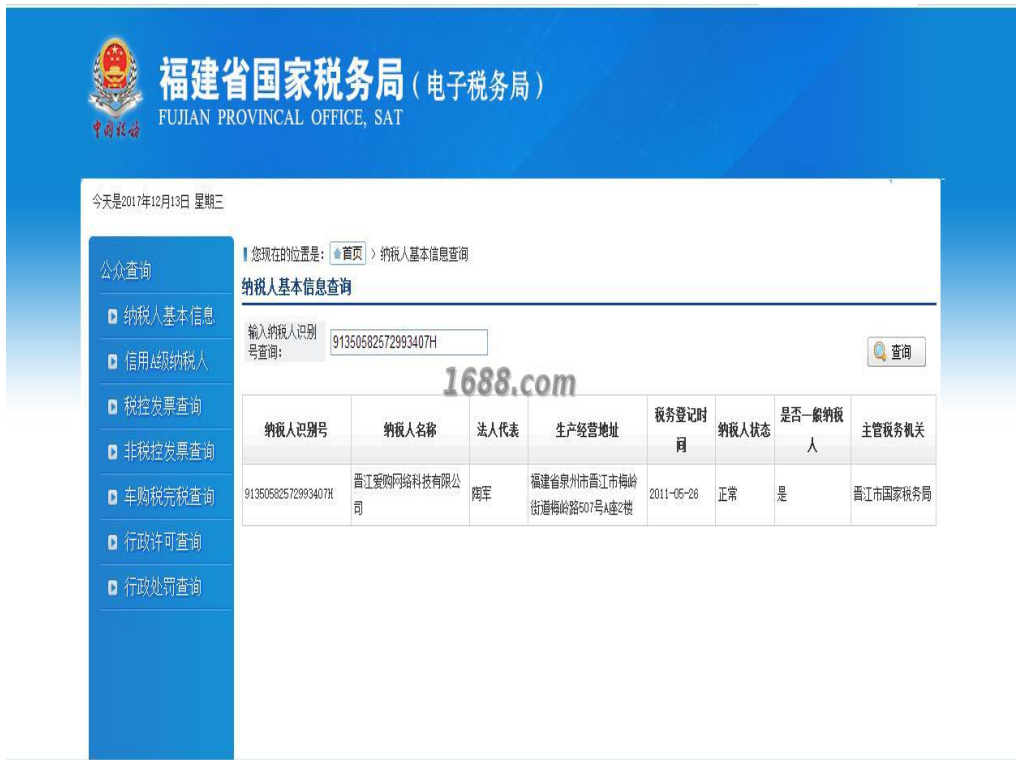 福建省国家税务局(电子税务局)
FUJIAN PROVINCAL OFFICE, SAT
中国税务
今天是2017年12月13日 星期三
公众查询
纳税人基本信息
信用A级纳税人
税控发票查询
非税控发票查询
车购税完税查询
行政许可查询
行政处罚查询
您现在的位置是: 首页 > 纳税人基本信息查询
纳税人基本信息查询
输入纳税人识别
号查询:
91350582572993407H
查询
1688.com
纳税人识别号 纳税人名称 法人代表 生产经营地址 税务登记时间 纳税人状态 是否一般纳税人 主管税务机关
91350582572993407H 晋江爱购网络科技有限公司 陶军 福建省泉州市晋江市梅岭街道梅岭路507号A座2楼 2011-05-26 正常 是 晋江市国家税务局